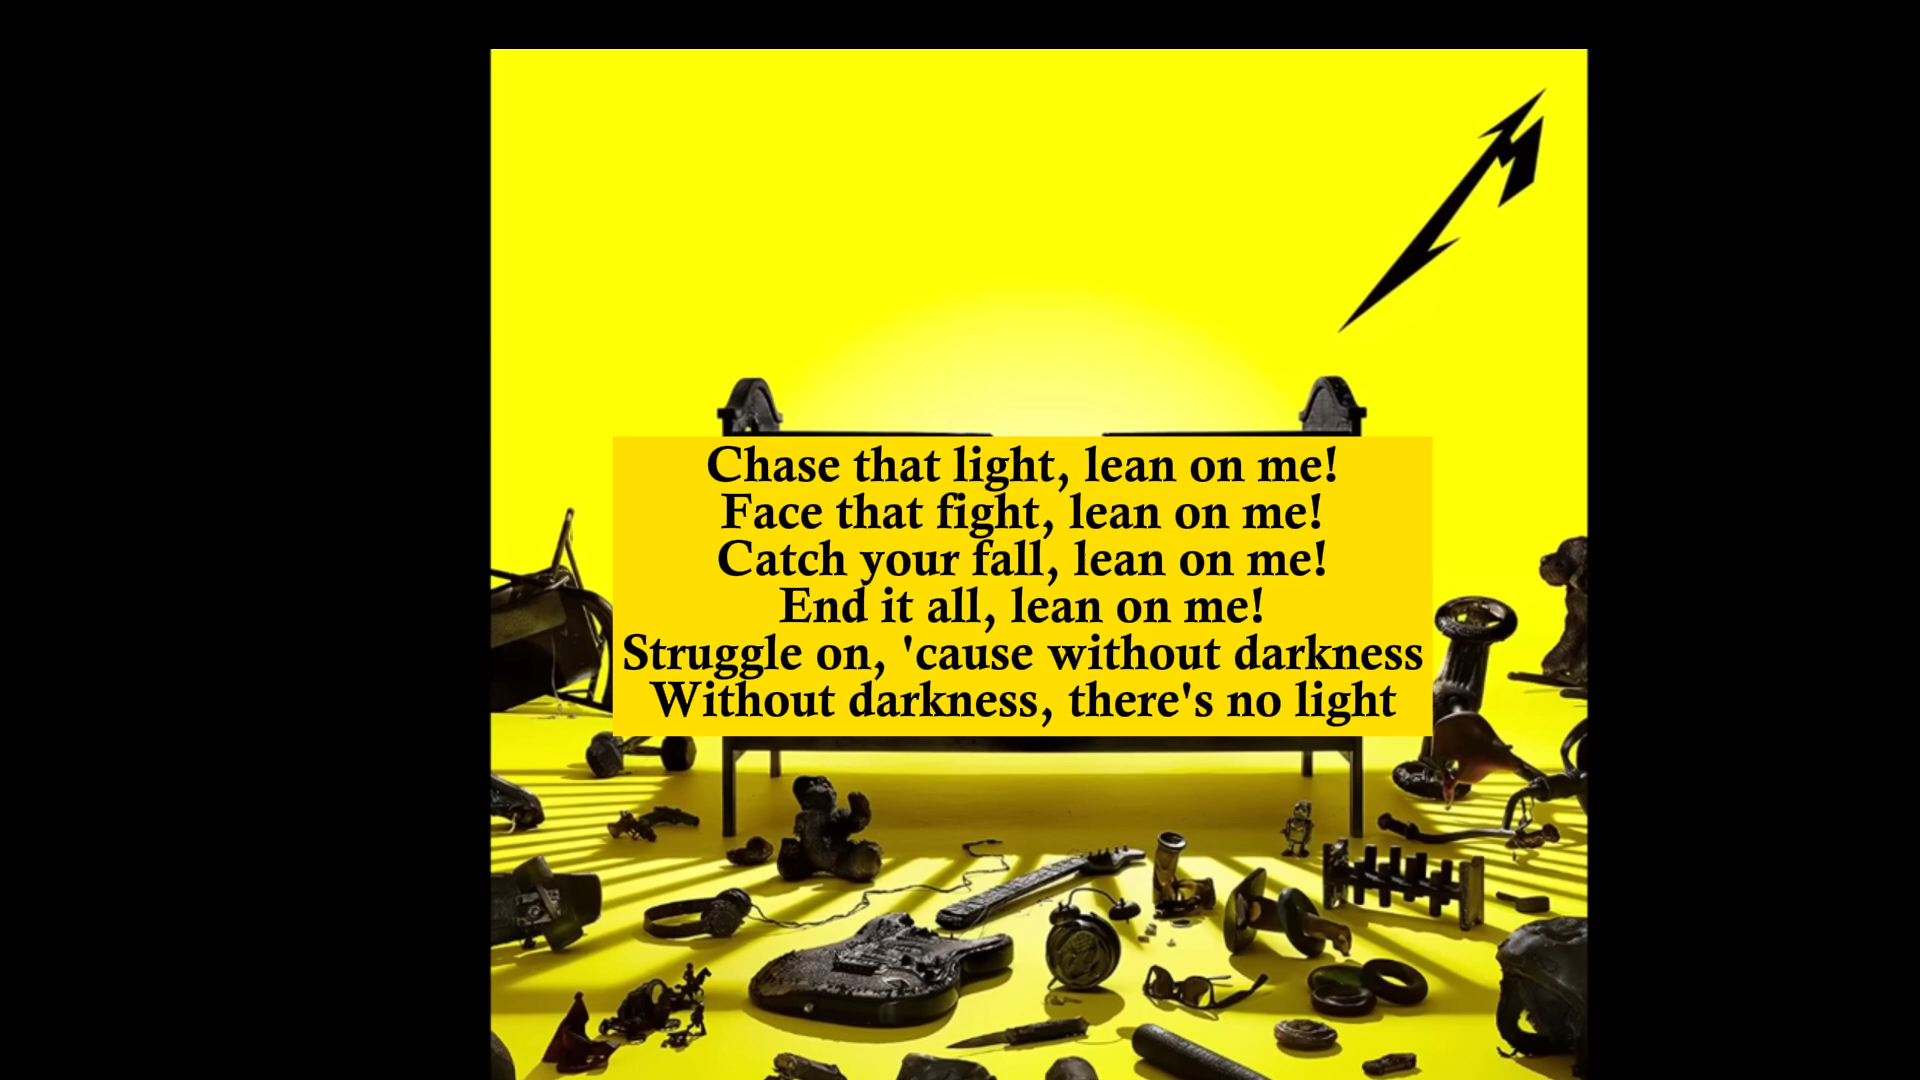 Chase that light, lean on me!
Face that fight, lean on me!
Catch your fall, lean on me!
End it all, lean on me!
Struggle on, 'cause without darkness
Without darkness, there's no light